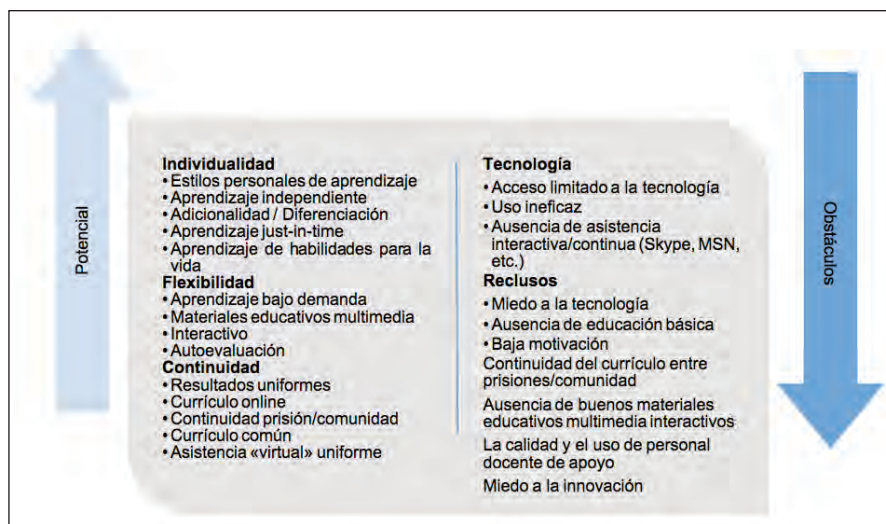 Potencial
Individualidad
• Estilos personales de aprendizaje
• Aprendizaje independiente
• Adicionalidad / Diferenciación
• Aprendizaje just-in-time
• Aprendizaje de habilidades para la
vida
Flexibilidad
• Aprendizaje bajo demanda
• Materiales educativos multimedia
• Interactivo
• Autoevaluación
Continuidad
• Resultados uniformes
• Currículo online
• Continuidad prisión/comunidad
• Currículo común
• Asistencia «virtual» uniforme
Tecnología
• Acceso limitado a la tecnología
• Uso ineficaz
• Ausencia de asistencia
interactiva/continua (Skype, MSN,
etc.)
Reclusos
• Miedo a la tecnología
• Ausencia de educación básica
• Baja motivación
Continuidad del currículo entre
prisiones/comunidad
Ausencia de buenos materiales
educativos multimedia interactivos
La calidad y el uso de personal
docente de apoyo
Miedo a la innovación
Obstáculos